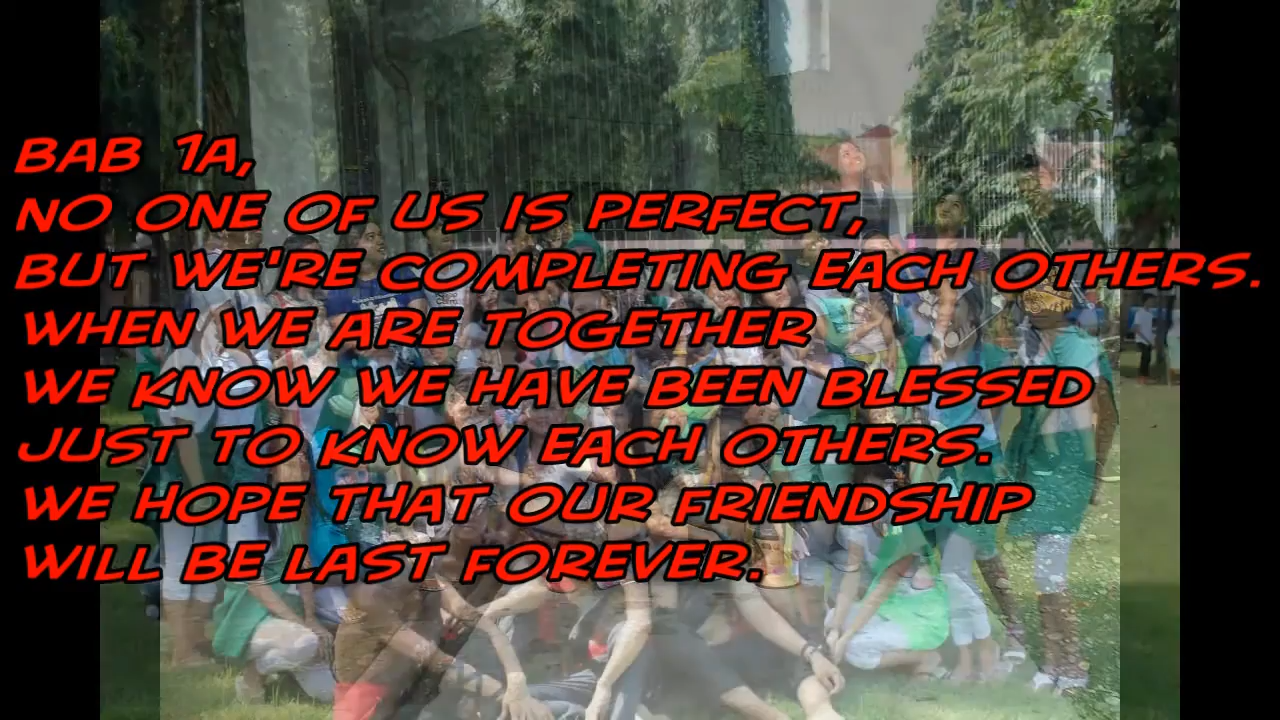 BAB 1A,
NO ONE OF US IS PERFECT,
BUT WE'RE COMPLETING EACH OTHERS.
WHEN WE ARE TOGETHER
WE KNOW WE HAVE BEEN BLESSED
JUST TO KNOW EACH OTHERS.
WE HOPE THAT OUR FRIENDSHIP
WILL BE LAST FOREVER.